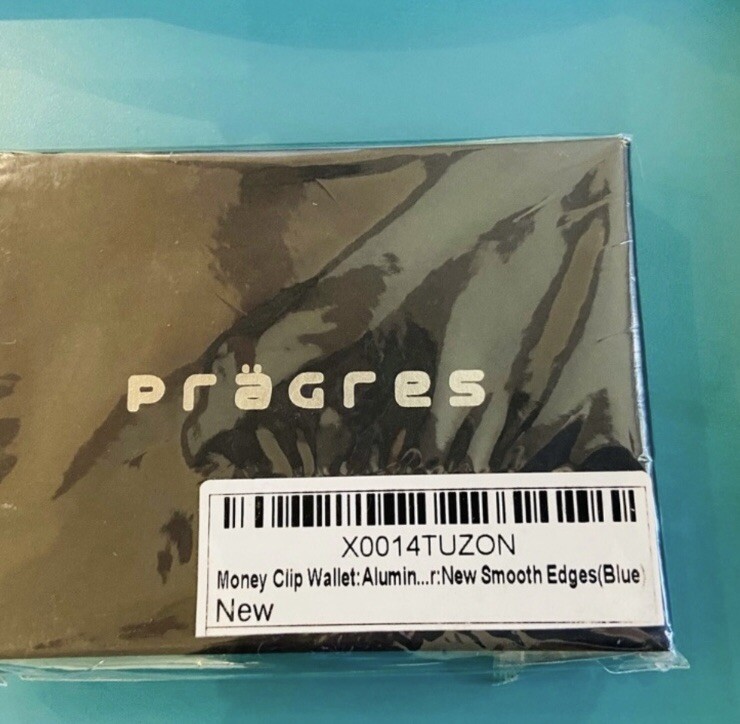 prägres
X0014TUZON
Money Clip Wallet:Alumin...r:New Smooth Edges(Blue)
New